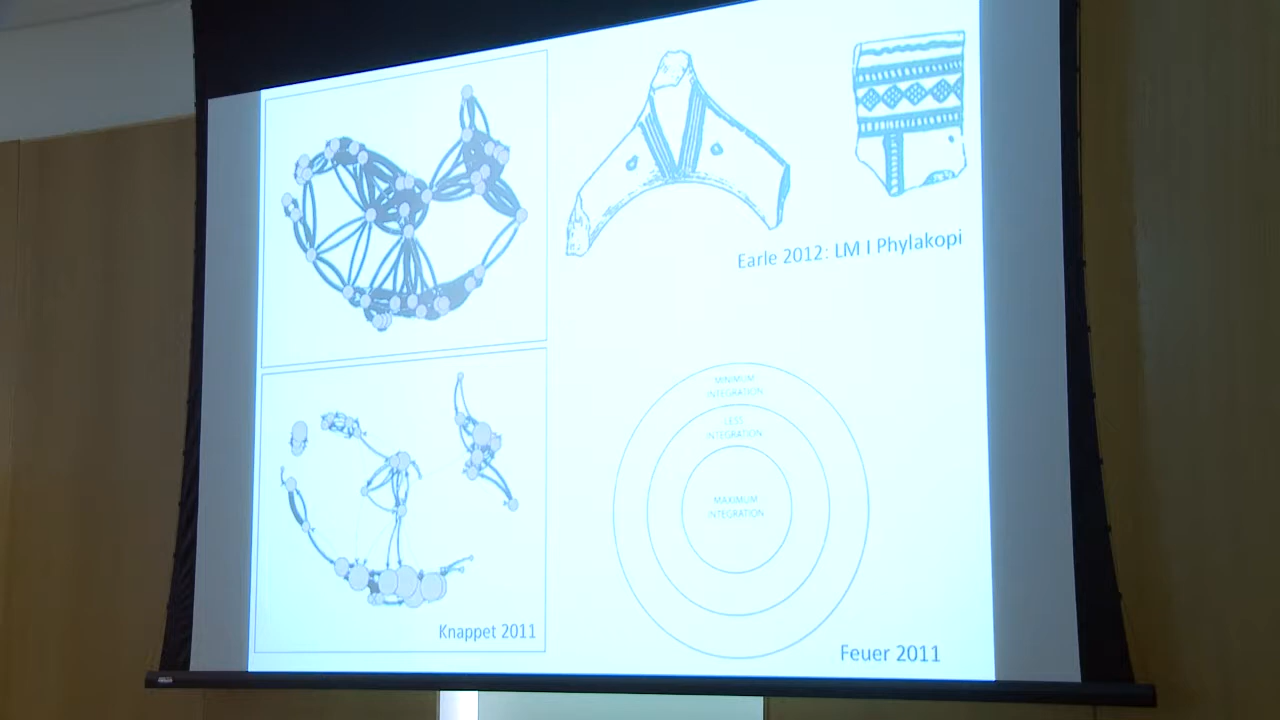 Earle 2012: LM I Phylakopi
MINIMUM
INTEGRATION
LESS
INTEGRATION
MAXIMUM
INTEGRATION
Knappet 2011
Feuer 2011